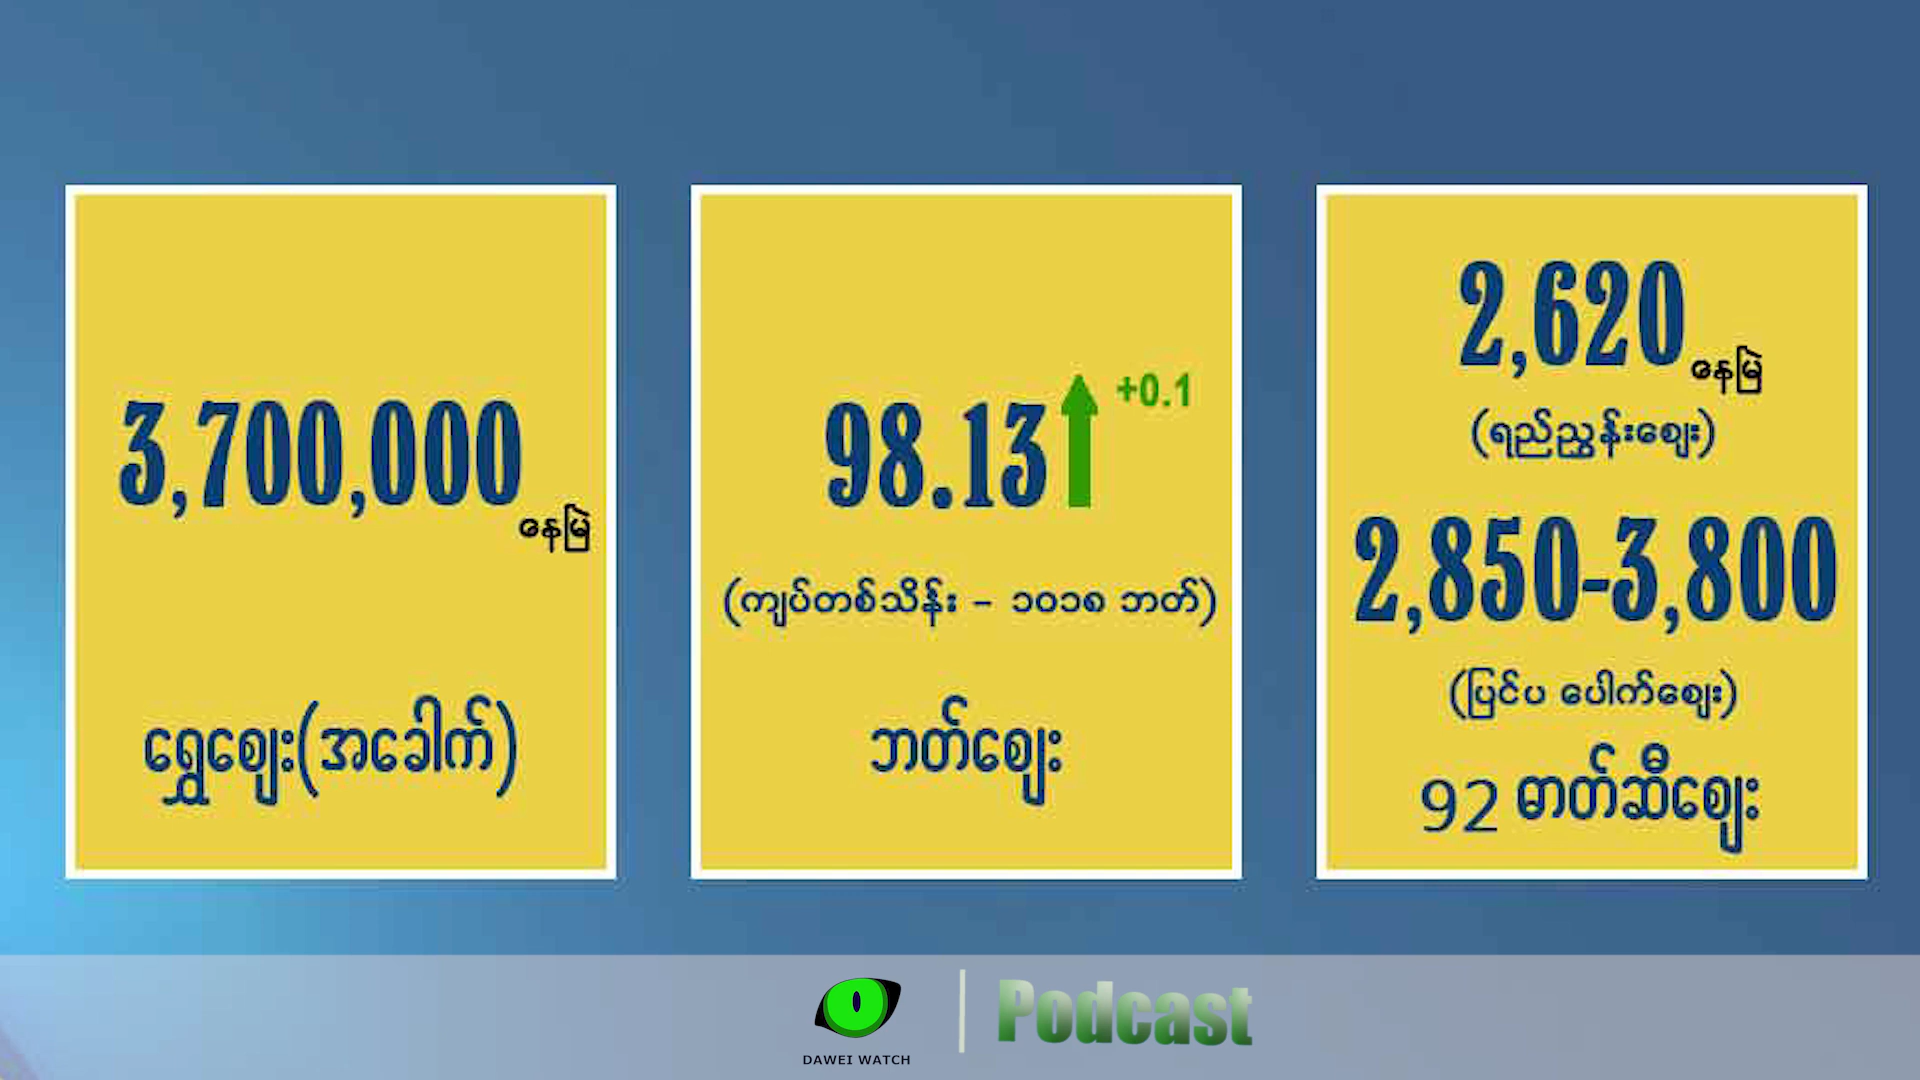 3,700,000
နေမြဲ
ရွှေဈေး(အခေါက်)
98.13 +0.1
(ကျပ်တစ်သိန်း - ၁၀၁၈ ဘတ်)
ဘတ်ဈေး
2,620
နေမြဲ
(ရည်ညွှန်းဈေး)
2,850-3,800
(ပြင်ပ ပေါက်ဈေး)
92 ဓာတ်ဆီဈေး
DAWEI WATCH
Podcast